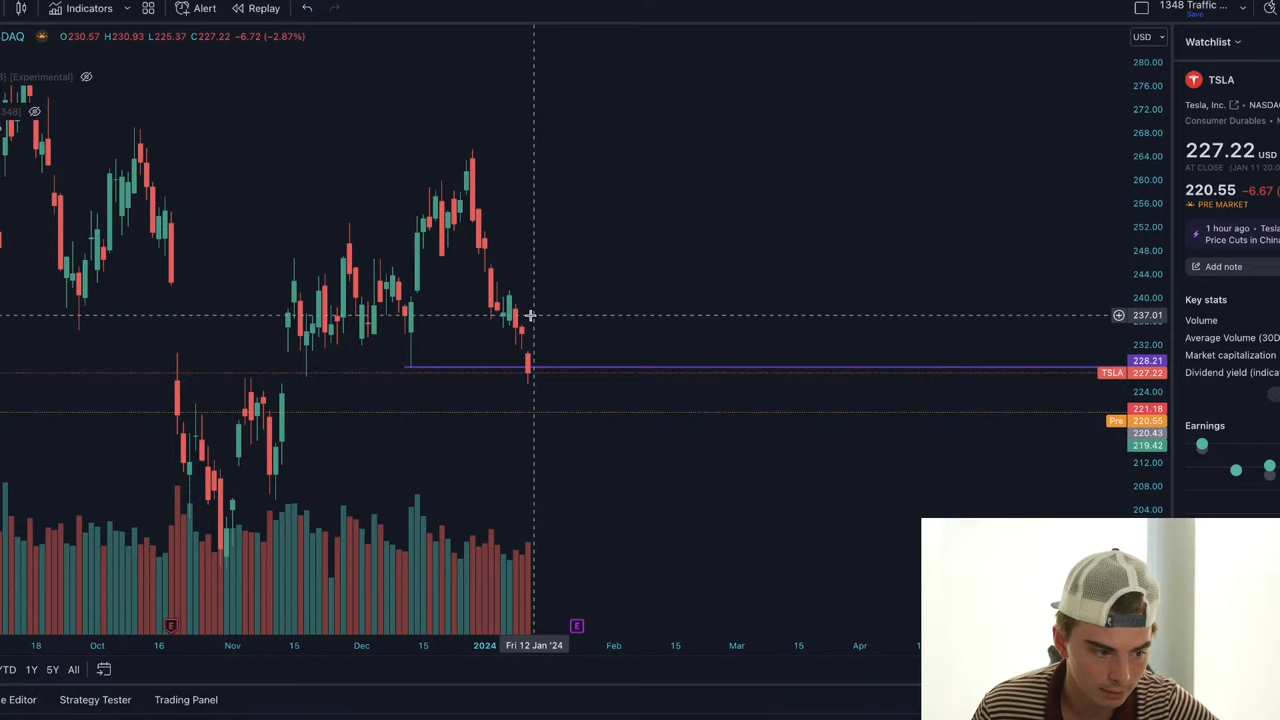 Indicators
Alert
Replay
1348 Traffic ...
Save
DAQ
O230.57 H230.93 L225.37 C227.22 −6.72 (−2.87%)
USD
Watchlist
] [Experimental]
348]
280.00
276.00
272.00
268.00
264.00
260.00
256.00
252.00
248.00
244.00
240.00
237.01
232.00
228.21
TSLA 227.22
224.00
221.18
Pre 220.55
220.43
219.42
212.00
208.00
204.00
TSLA
Tesla, Inc. • NASDA
Consumer Durables •
227.22 USD
AT CLOSE (JAN 11 20:0
220.55 −6.67 (
PRE MARKET
1 hour ago • Tesla
Price Cuts in China
Add note
Key stats
Volume
Average Volume (30D
Market capitalization
Dividend yield (indica
Earnings
E
E
18 Oct 16 Nov 15 Dec 15 2024 Fri 12 Jan '24 Feb 15 Mar 15 Apr
YTD 1Y 5Y All
e Editor Strategy Tester Trading Panel